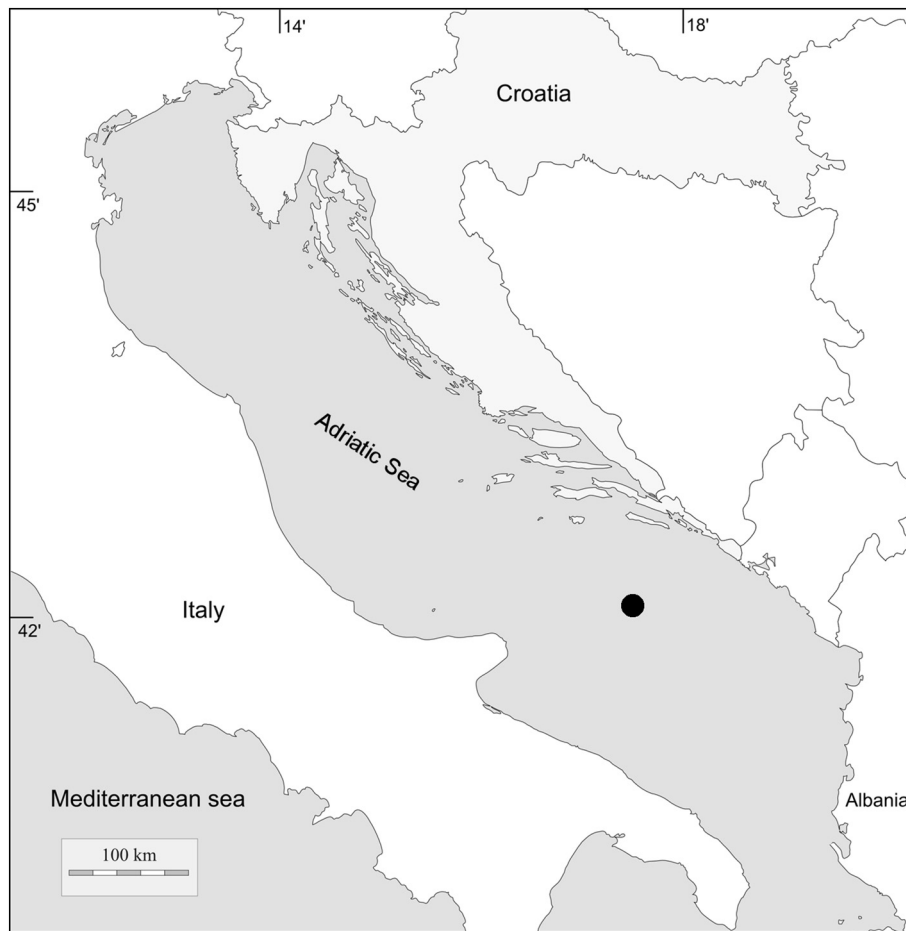 14'
18'
Croatia
45'
Adriatic Sea
Italy
42'
Mediterranean sea
Albania
100 km